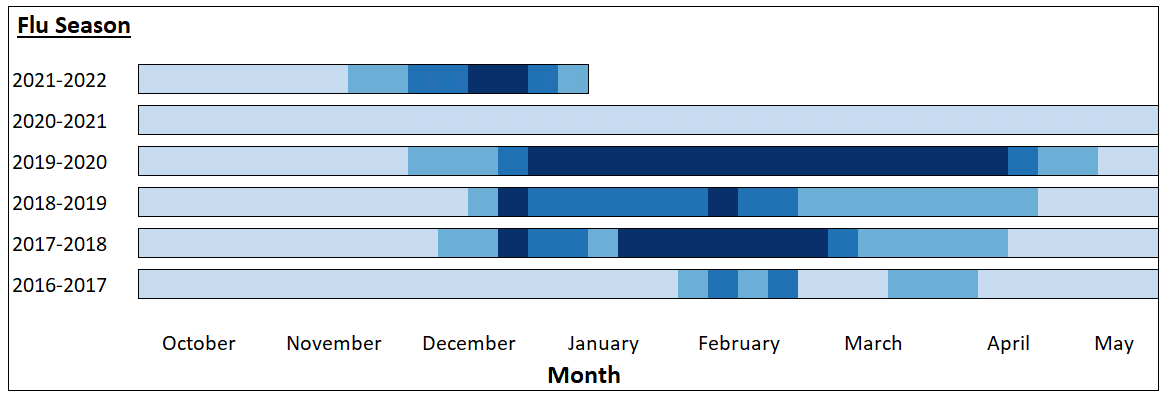 Flu Season
2021-2022
2020-2021
2019-2020
2018-2019
2017-2018
2016-2017
October November December January February March April May
Month